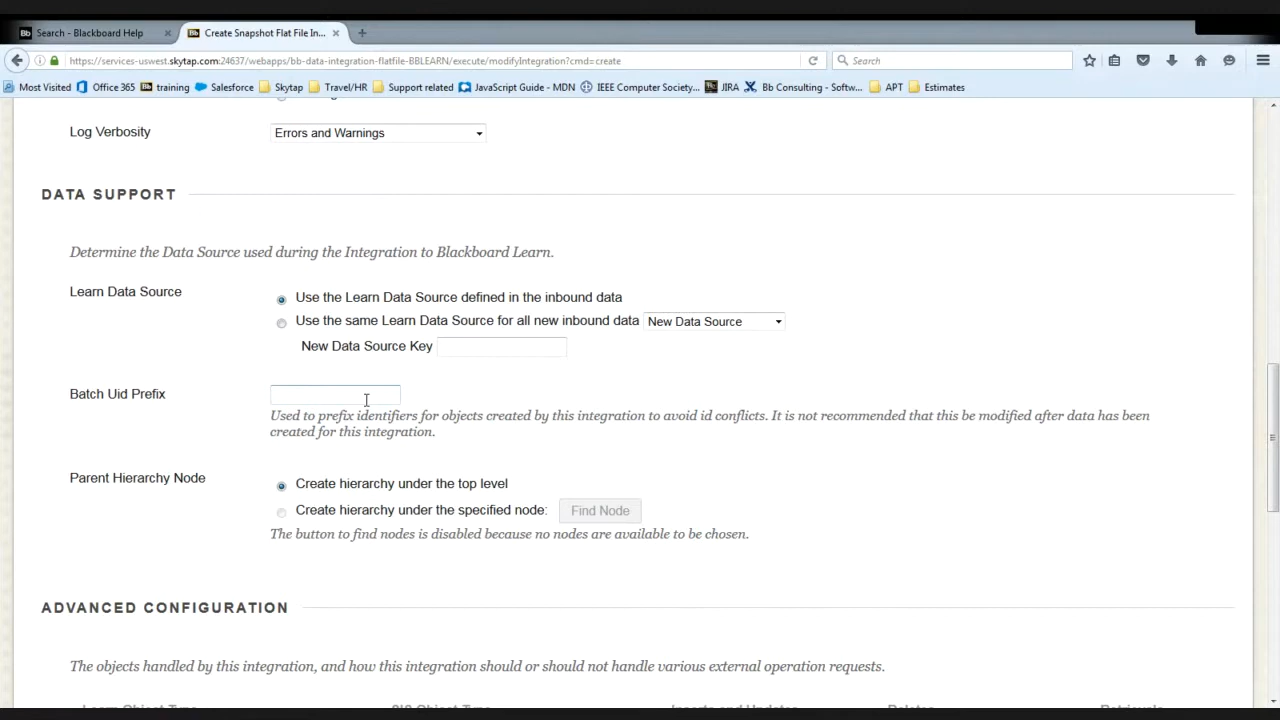 Search - Blackboard Help
Create Snapshot Flat File In...
https://services-uswest.skytap.com:24637/webapps/bb-data-integration-flatfile-BBLEARN/execute/modifyIntegration?cmd=create
Search
Most Visited Office 365 training Salesforce Skytap Travel/HR Support related JavaScript Guide - MDN IEEE Computer Society... JIRA Bb Consulting - Softw... APT Estimates
Log Verbosity Errors and Warnings
DATA SUPPORT
Determine the Data Source used during the Integration to Blackboard Learn.
Learn Data Source Use the Learn Data Source defined in the inbound data
Use the same Learn Data Source for all new inbound data New Data Source
New Data Source Key
Batch Uid Prefix
Used to prefix identifiers for objects created by this integration to avoid id conflicts. It is not recommended that this be modified after data has been
created for this integration.
Parent Hierarchy Node Create hierarchy under the top level
Create hierarchy under the specified node: Find Node
The button to find nodes is disabled because no nodes are available to be chosen.
ADVANCED CONFIGURATION
The objects handled by this integration, and how this integration should or should not handle various external operation requests.